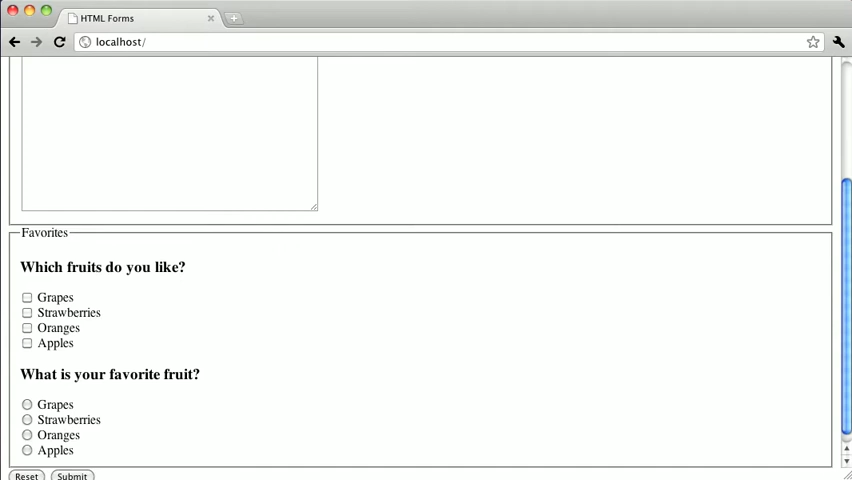 HTML Forms
localhost/
Favorites
Which fruits do you like?
Grapes
Strawberries
Oranges
Apples
What is your favorite fruit?
Grapes
Strawberries
Oranges
Apples
Reset Submit